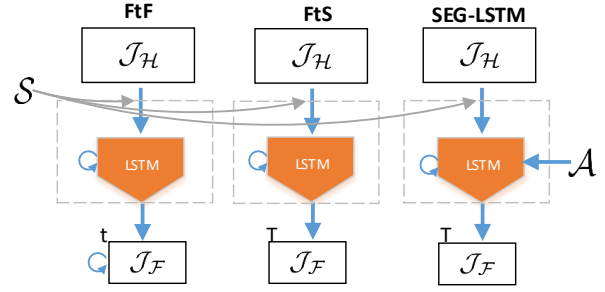 FtF FtS SEG-LSTM
𝒥ℋ 𝒥ℋ 𝒥ℋ
𝒮
LSTM LSTM LSTM
𝒜
t T T
𝒥ℱ 𝒥ℱ 𝒥ℱ